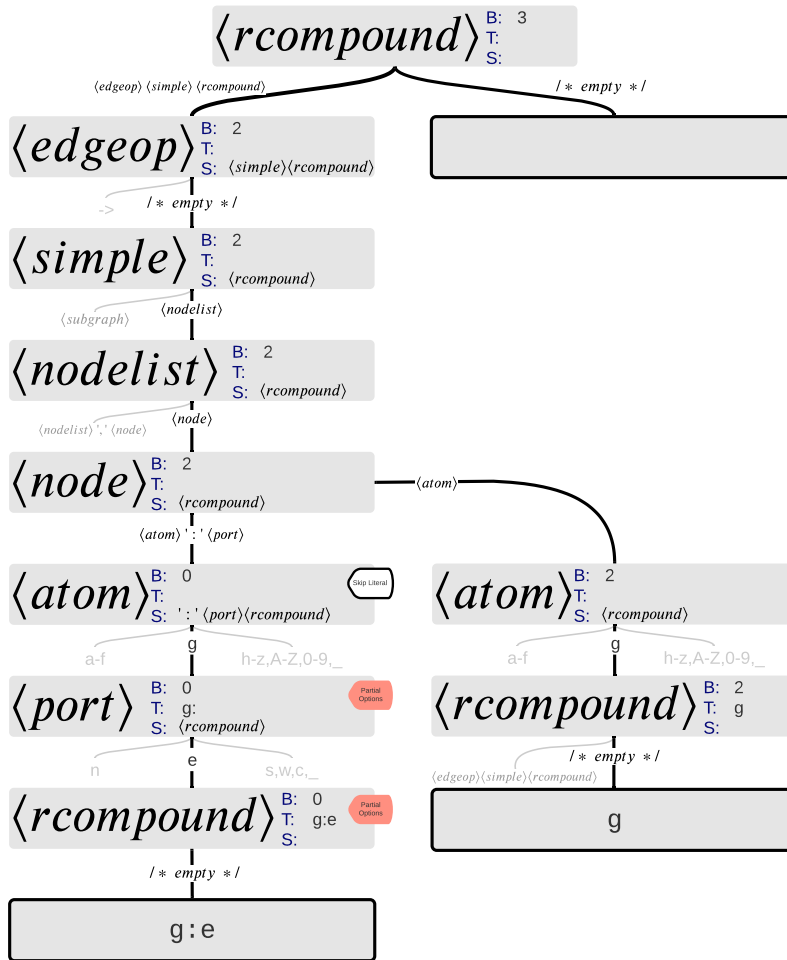 ⟨rcompound⟩ B: 3
T:
S:
⟨edgeop⟩ ⟨simple⟩ ⟨rcompound⟩ /* empty */
⟨edgeop⟩ B: 2
T:
S: ⟨simple⟩⟨rcompound⟩
-> /* empty */
⟨simple⟩ B: 2
T:
S: ⟨rcompound⟩
⟨subgraph⟩ ⟨nodelist⟩
⟨nodelist⟩ B: 2
T:
S: ⟨rcompound⟩
⟨nodelist⟩ ',' ⟨node⟩ ⟨node⟩
⟨node⟩ B: 2
T:
S: ⟨rcompound⟩
⟨atom⟩
⟨atom⟩ ':' ⟨port⟩
⟨atom⟩ B: 0
T:
S: ':' ⟨port⟩⟨rcompound⟩
Skip Literal
⟨atom⟩ B: 2
T:
S: ⟨rcompound⟩
a-f g h-z,A-Z,0-9,_
a-f g h-z,A-Z,0-9,_
⟨port⟩ B: 0
T: g:
S: ⟨rcompound⟩
Partial
Options
⟨rcompound⟩ B: 2
T: g
S:
n e s,w,c,_
⟨edgeop⟩⟨simple⟩⟨rcompound⟩ /* empty */
⟨rcompound⟩ B: 0
T: g:e
S:
Partial
Options
g
/* empty */
g:e